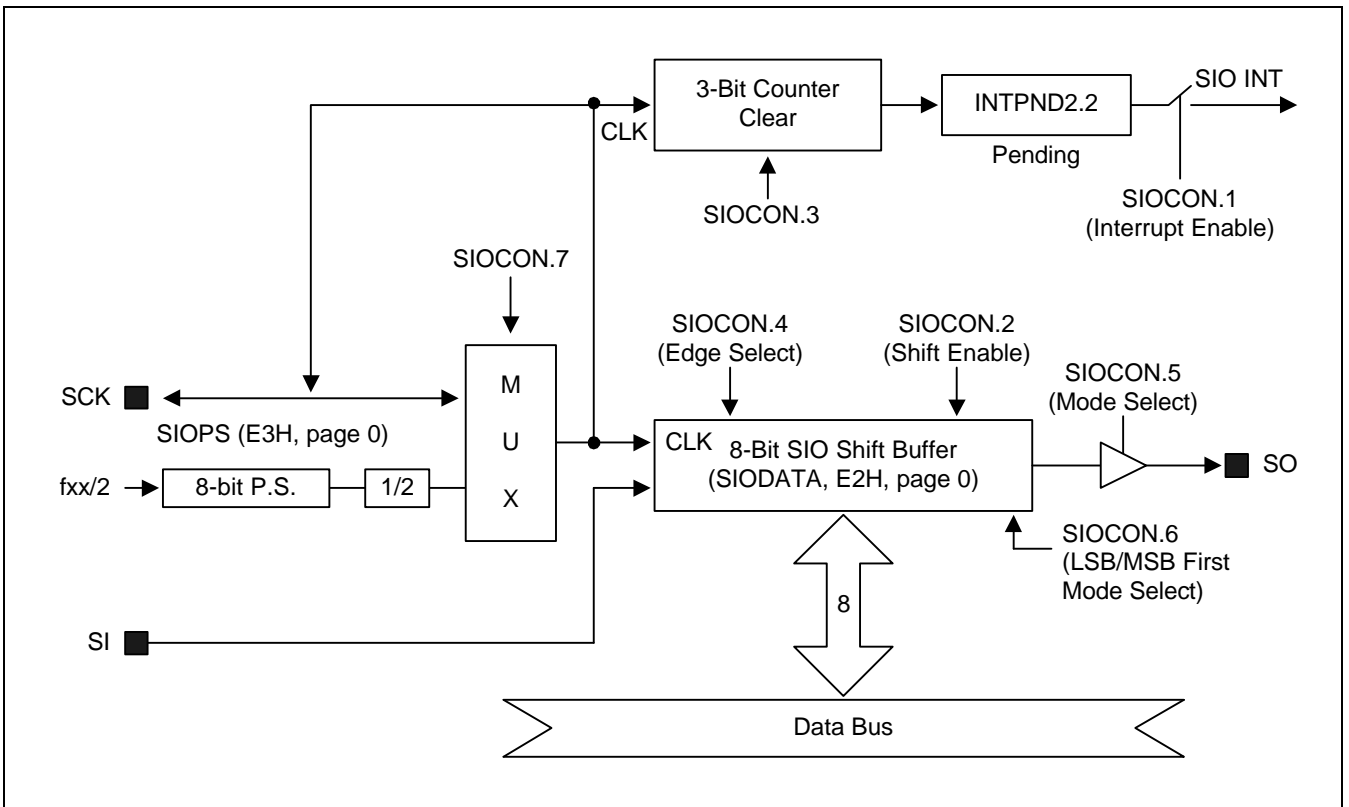 3-Bit Counter
Clear
CLK
INTPND2.2
Pending
SIO INT
SIOCON.1
(Interrupt Enable)
SIOCON.3
SIOCON.7
SIOCON.4
(Edge Select)
SIOCON.2
(Shift Enable)
SIOCON.5
(Mode Select)
SCK
SIOPS (E3H, page 0)
fxx/2
8-bit P.S.
1/2
M
U
X
CLK
8-Bit SIO Shift Buffer
(SIODATA, E2H, page 0)
SO
SIOCON.6
(LSB/MSB First
Mode Select)
8
SI
Data Bus